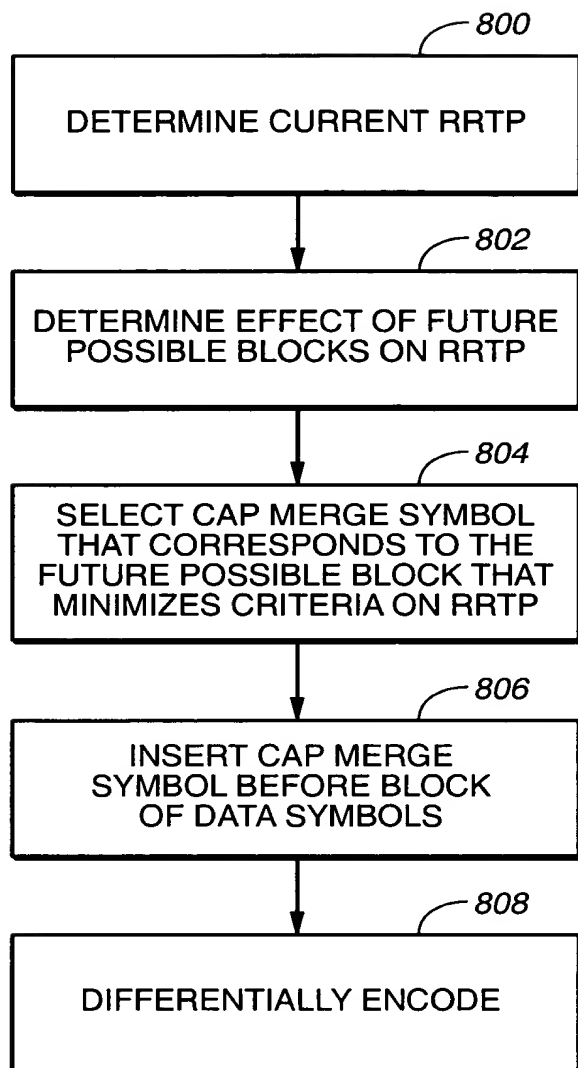 800
DETERMINE CURRENT RRTP
802
DETERMINE EFFECT OF FUTURE
POSSIBLE BLOCKS ON RRTP
804
SELECT CAP MERGE SYMBOL
THAT CORRESPONDS TO THE
FUTURE POSSIBLE BLOCK THAT
MINIMIZES CRITERIA ON RRTP
806
INSERT CAP MERGE
SYMBOL BEFORE BLOCK
OF DATA SYMBOLS
808
DIFFERENTIALLY ENCODE